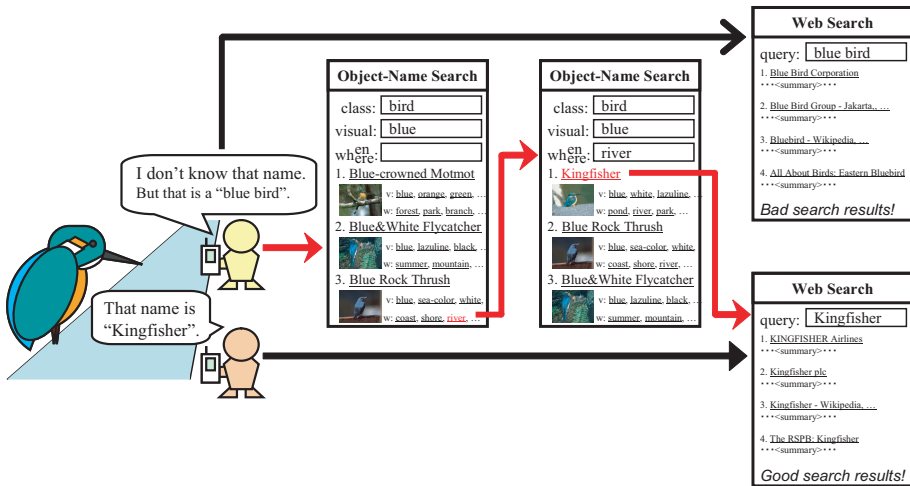 I don't know that name.
But that is a “blue bird”.
That name is
“Kingfisher”.
Object-Name Search
class: bird
visual: blue
wh en ere :
1. Blue-crowned Motmot
v: blue, orange, green, …
w: forest, park, branch, …
2. Blue&White Flycatcher
v: blue, lazuline, black, …
w: summer, mountain, …
3. Blue Rock Thrush
v: blue, sea-color, white,
w: coast, shore, river, …
Object-Name Search
class: bird
visual: blue
wh en ere : river
1. Kingfisher
v: blue, white, lazuline, …
w: pond, river, park, …
2. Blue Rock Thrush
v: blue, sea-color, white,
w: coast, shore, river, …
3. Blue&White Flycatcher
v: blue, lazuline, black, …
w: summer, mountain, …
Web Search
query: blue bird
1. Blue Bird Corporation
···<summary>···
2. Blue Bird Group - Jakarta,, …
···<summary>···
3. Bluebird - Wikipedia, …
···<summary>···
4. All About Birds: Eastern Bluebird
···<summary>···
Bad search results!
Web Search
query: Kingfisher
1. KINGFISHER Airlines
···<summary>···
2. Kingfisher plc
···<summary>···
3. Kingfisher - Wikipedia, …
···<summary>···
4. The RSPB: Kingfisher
···<summary>···
Good search results!